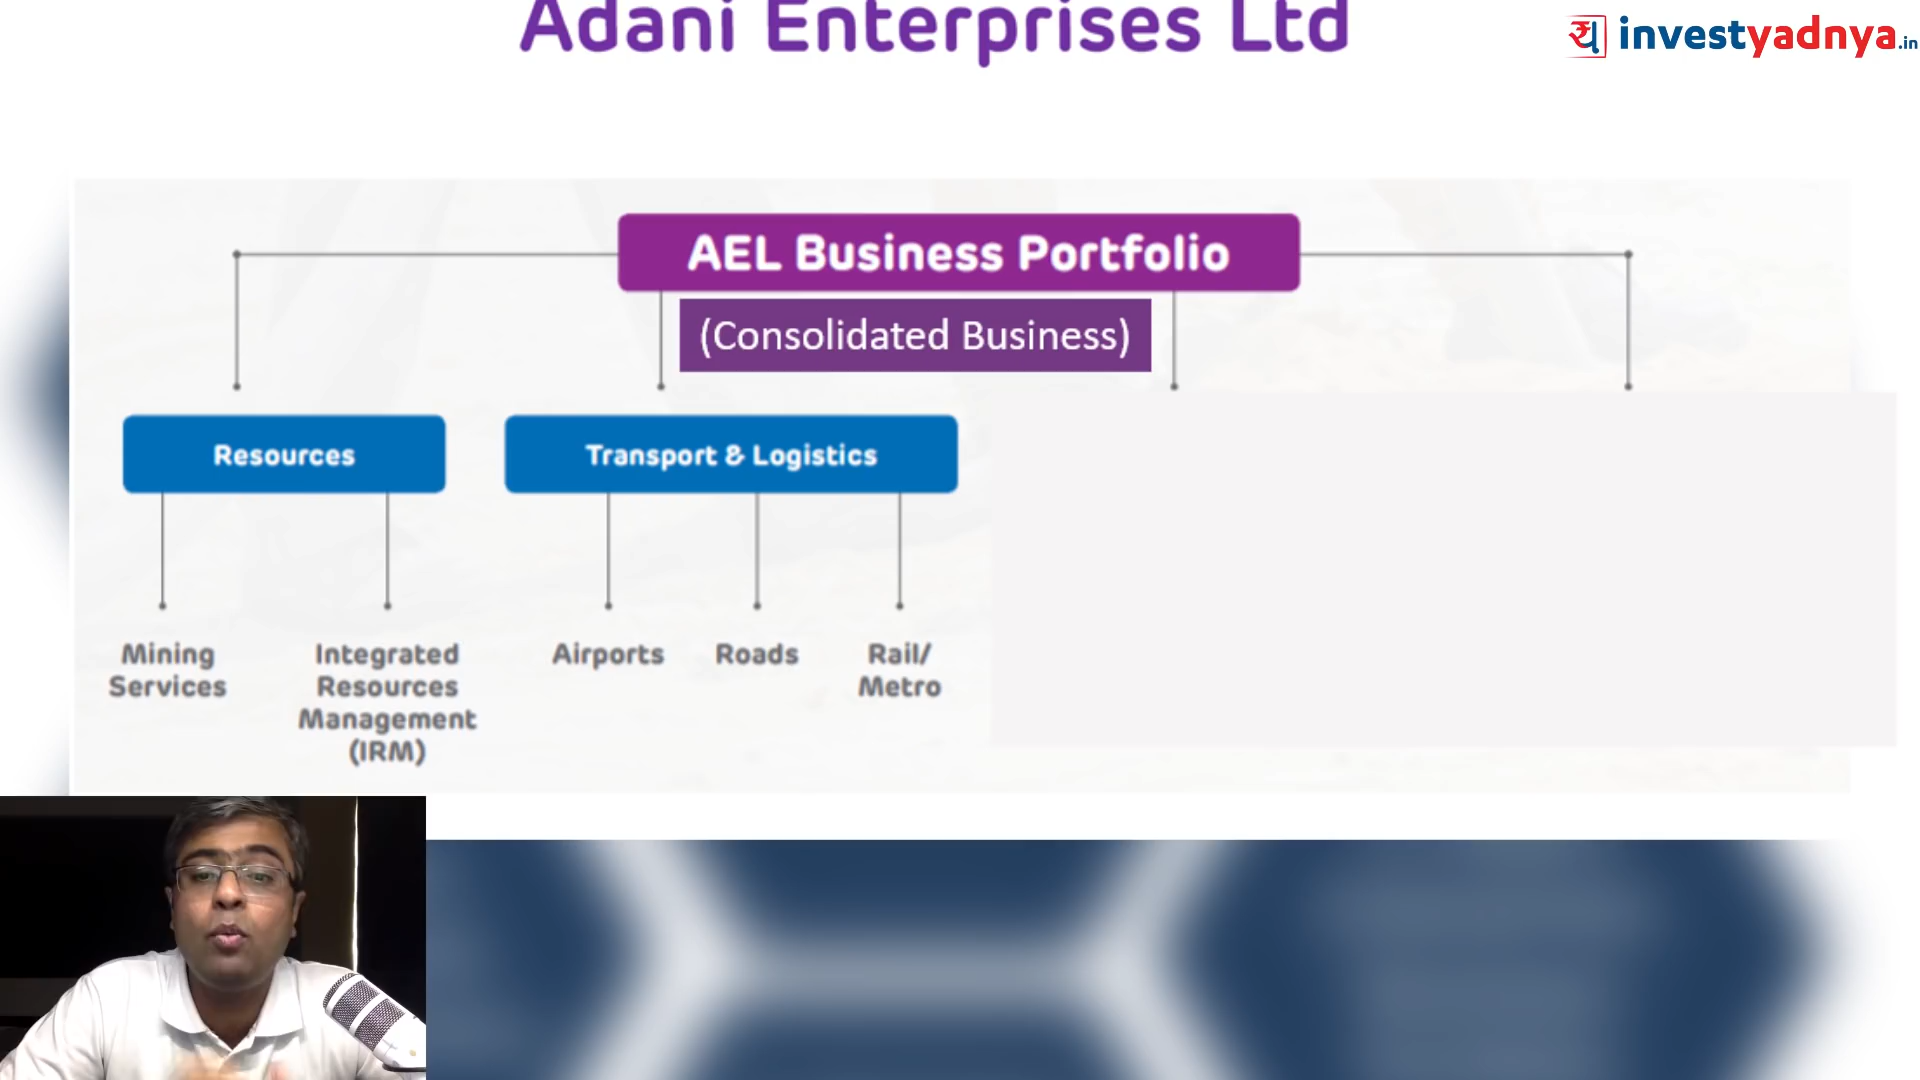 Adani Enterprises Ltd
investyadnya.in
AEL Business Portfolio
(Consolidated Business)
Resources
Transport & Logistics
Mining
Services
Integrated
Resources
Management
(IRM)
Airports
Roads
Rail/
Metro